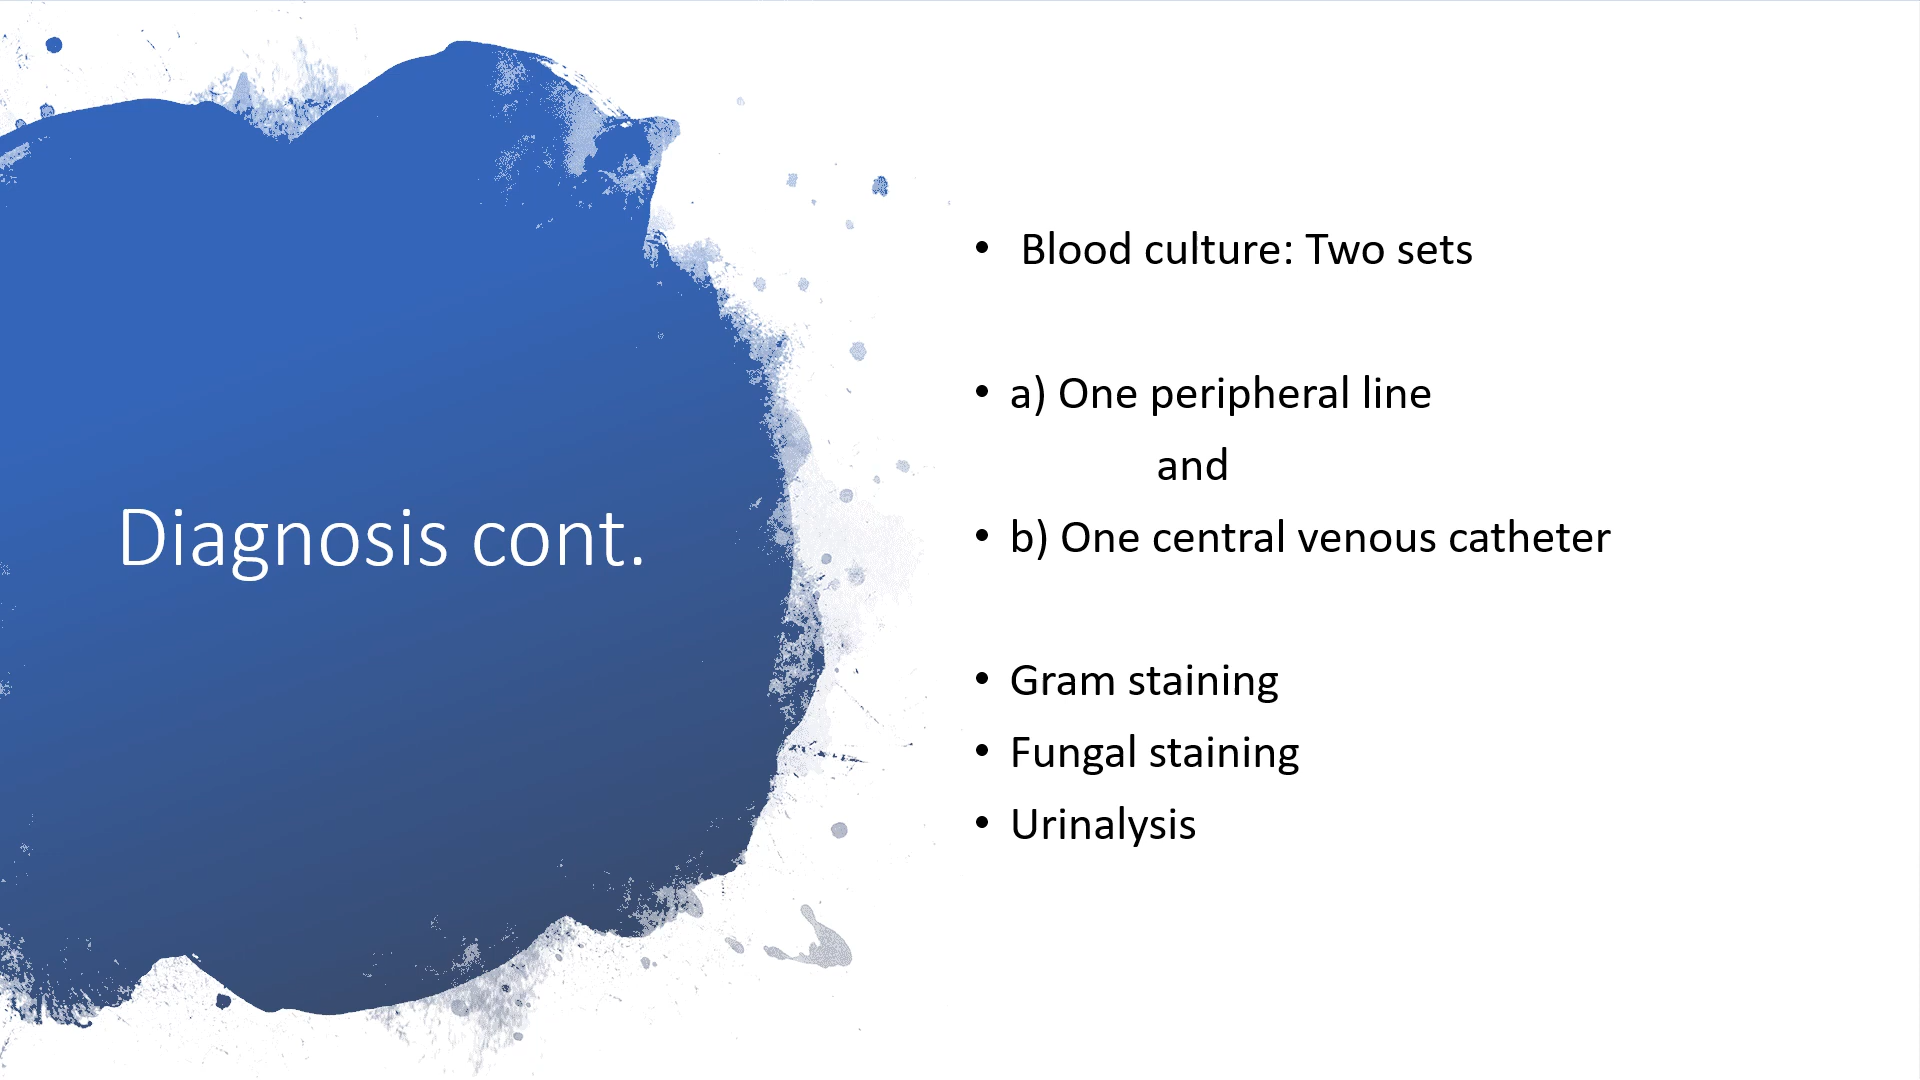 Diagnosis cont.
• Blood culture: Two sets
• a) One peripheral line
and
• b) One central venous catheter
• Gram staining
• Fungal staining
• Urinalysis